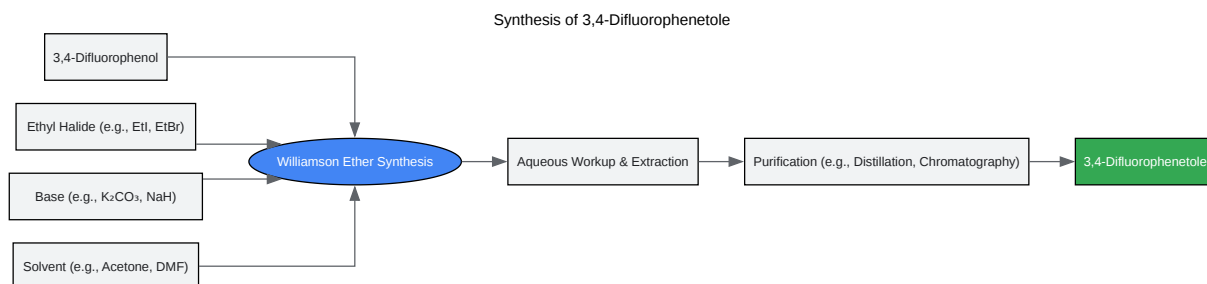 Synthesis of 3,4-Difluorophenetole
3,4-Difluorophenol
Ethyl Halide (e.g., EtI, EtBr)
Base (e.g., K₂CO₃, NaH)
Solvent (e.g., Acetone, DMF)
Williamson Ether Synthesis
Aqueous Workup & Extraction
Purification (e.g., Distillation, Chromatography)
3,4-Difluorophenetole